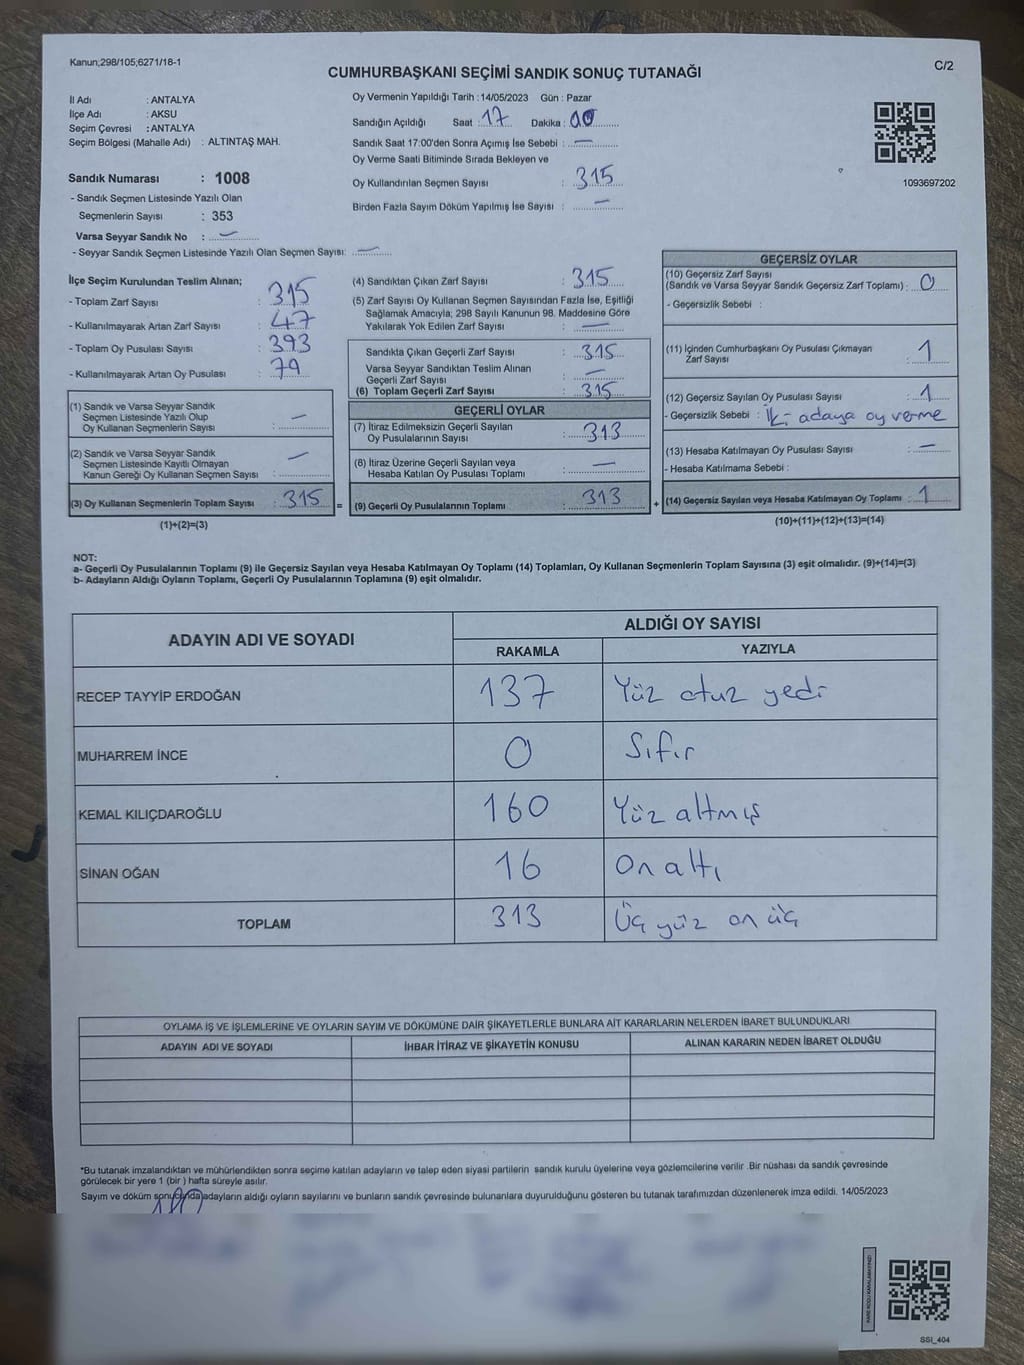 Kanun;298/105;6271/18-1
C/2
CUMHURBAŞKANI SEÇİMİ SANDIK SONUÇ TUTANAĞI
İl Adı : ANTALYA
İlçe Adı : AKSU
Seçim Çevresi : ANTALYA
Seçim Bölgesi (Mahalle Adı) : ALTINTAŞ MAH.
Sandık Numarası : 1008
- Sandık Seçmen Listesinde Yazılı Olan
Seçmenlerin Sayısı : 353
Varsa Seyyar Sandık No : —
- Seyyar Sandık Seçmen Listesinde Yazılı Olan Seçmen Sayısı: —
Oy Vermenin Yapıldığı Tarih : 14/05/2023 Gün : Pazar
Sandığın Açıldığı Saat : 17 Dakika : 00
Sandık Saat 17:00'den Sonra Açımış İse Sebebi : —
Oy Verme Saati Bitiminde Sırada Bekleyen ve
Oy Kullandırılan Seçmen Sayısı : 315
Birden Fazla Sayım Döküm Yapılmış İse Sayısı : —
1093697202
İlçe Seçim Kurulundan Teslim Alınan;
- Toplam Zarf Sayısı : 315
- Kullanılmayarak Artan Zarf Sayısı : 47
- Toplam Oy Pusulası Sayısı : 393
- Kullanılmayarak Artan Oy Pusulası : 79
(1) Sandık ve Varsa Seyyar Sandık
Seçmen Listesinde Yazılı Olup
Oy Kullanan Seçmenlerin Sayısı : —
(2) Sandık ve Varsa Seyyar Sandık
Seçmen Listesinde Kayıtlı Olmayan
Kanun Gereği Oy Kullanan Seçmen Sayısı : —
(3) Oy Kullanan Seçmenlerin Toplam Sayısı : 315 =
(1)+(2)=(3)
(4) Sandıktan Çıkan Zarf Sayısı : 315
(5) Zarf Sayısı Oy Kullanan Seçmen Sayısından Fazla İse, Eşitliği
Sağlamak Amacıyla; 298 Sayılı Kanunun 98. Maddesine Göre
Yakılarak Yok Edilen Zarf Sayısı : —
Sandıkta Çıkan Geçerli Zarf Sayısı : 315
Varsa Seyyar Sandıktan Teslim Alınan
Geçerli Zarf Sayısı : —
(6) Toplam Geçerli Zarf Sayısı : 315
GEÇERLİ OYLAR
(7) İtiraz Edilmeksizin Geçerli Sayılan
Oy Pusulalarının Sayısı : 313
(8) İtiraz Üzerine Geçerli Sayılan veya
Hesaba Katılan Oy Pusulası Toplamı : —
(9) Geçerli Oy Pusulalarının Toplamı : 313 +
GEÇERSİZ OYLAR
(10) Geçersiz Zarf Sayısı
(Sandık ve Varsa Seyyar Sandık Geçersiz Zarf Toplamı) : 0
- Geçersizlik Sebebi :
(11) İçinden Cumhurbaşkanı Oy Pusulası Çıkmayan
Zarf Sayısı : 1
(12) Geçersiz Sayılan Oy Pusulası Sayısı : 1
- Geçersizlik Sebebi : İki adaya oy verme
(13) Hesaba Katılmayan Oy Pusulası Sayısı : —
- Hesaba Katılmama Sebebi :
(14) Geçersiz Sayılan veya Hesaba Katılmayan Oy Toplamı : 1
(10)+(11)+(12)+(13)=(14)
NOT:
a- Geçerli Oy Pusulalarının Toplamı (9) ile Geçersiz Sayılan veya Hesaba Katılmayan Oy Toplamı (14) Toplamları, Oy Kullanan Seçmenlerin Toplam Sayısına (3) eşit olmalıdır. (9)+(14)=(3)
b- Adayların Aldığı Oyların Toplamı, Geçerli Oy Pusulalarının Toplamına (9) eşit olmalıdır.
ADAYIN ADI VE SOYADI
ALDIĞI OY SAYISI
RAKAMLA YAZIYLA
RECEP TAYYİP ERDOĞAN 137 Yüz otuz yedi
MUHARREM İNCE 0 Sıfır
KEMAL KILIÇDAROĞLU 160 Yüz altmış
SİNAN OĞAN 16 On altı
TOPLAM 313 Üç yüz on üç
OYLAMA İŞ VE İŞLEMLERİNE VE OYLARIN SAYIM VE DÖKÜMÜNE DAİR ŞİKAYETLERLE BUNLARA AİT KARARLARIN NELERDEN İBARET BULUNDUKLARI
ADAYIN ADI VE SOYADI İHBAR İTİRAZ VE ŞİKAYETİN KONUSU ALINAN KARARIN NEDEN İBARET OLDUĞU
*Bu tutanak imzalandıktan ve mühürlendikten sonra seçime katılan adayların ve talep eden siyasi partilerin sandık kurulu üyelerine veya gözlemcilerine verilir .Bir nüshası da sandık çevresinde
görülecek bir yere 1 (bir ) hafta süreyle asılır.
Sayım ve döküm sonucunda adayların aldığı oyların sayılarını ve bunların sandık çevresinde bulunanlara duyurulduğunu gösteren bu tutanak tarafımızdan düzenlenerek imza edildi. 14/05/2023
SSI_404